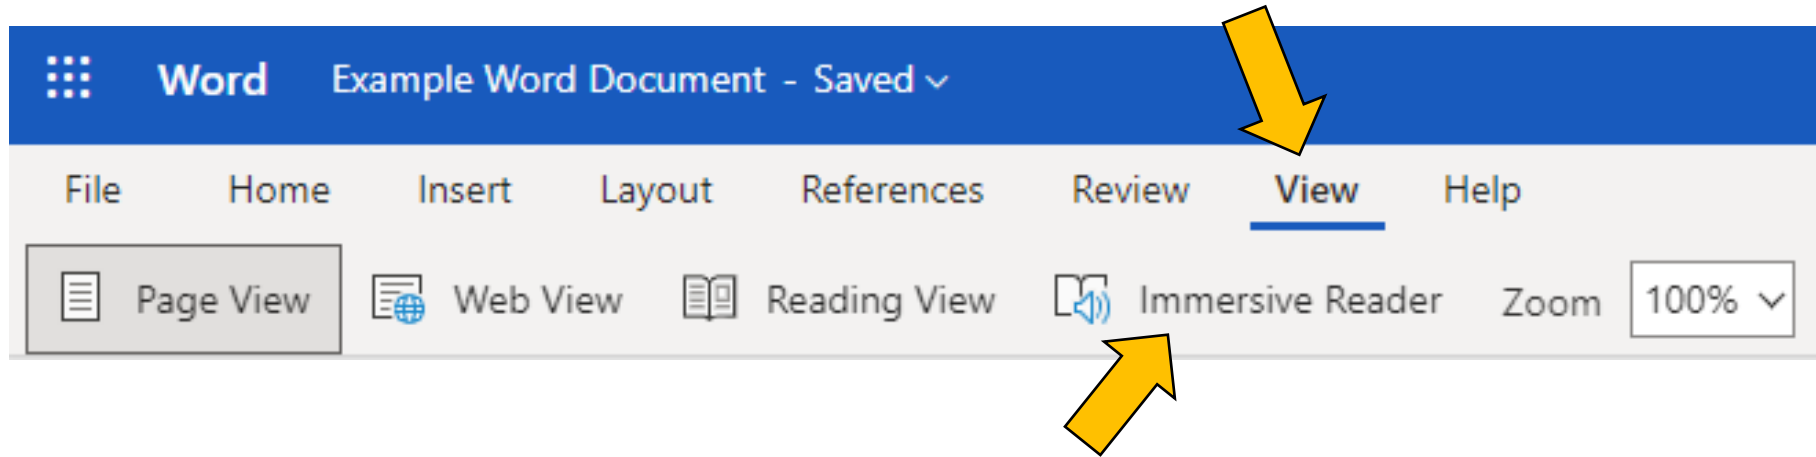 Word Example Word Document - Saved
File Home Insert Layout References Review View Help
Page View Web View Reading View Immersive Reader Zoom 100%